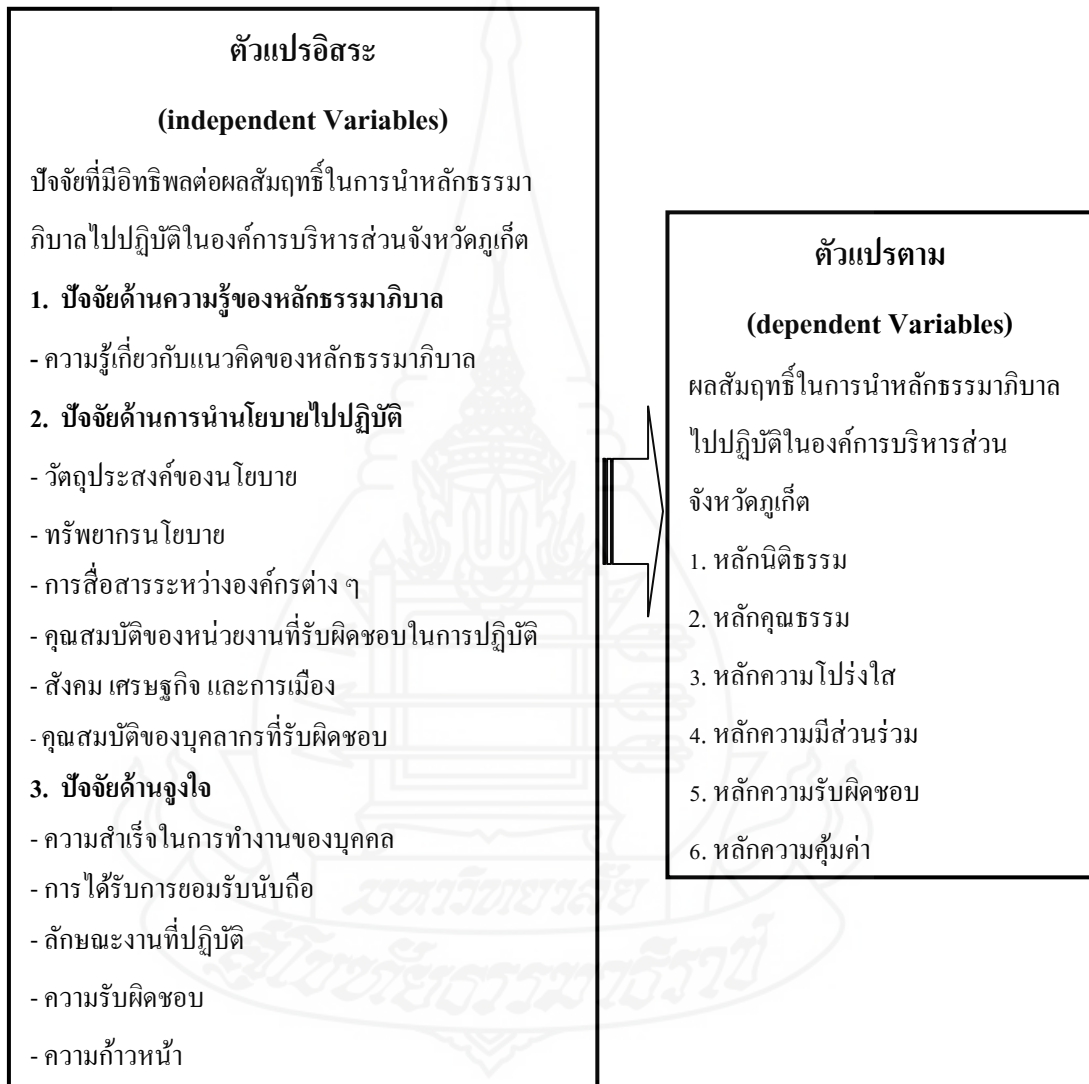 ตัวแปรอิสระ
(independent Variables)
ปัจจัยที่มีอิทธิพลต่อผลสัมฤทธิ์ในการนำหลักธรรมา
ภิบาลไปปฏิบัติในองค์การบริหารส่วนจังหวัดภูเก็ต
1. ปัจจัยด้านความรู้ของหลักธรรมาภิบาล
- ความรู้เกี่ยวกับแนวคิดของหลักธรรมาภิบาล
2. ปัจจัยด้านการนำนโยบายไปปฏิบัติ
- วัตถุประสงค์ของนโยบาย
- ทรัพยากรนโยบาย
- การสื่อสารระหว่างองค์กรต่าง ๆ
- คุณสมบัติของหน่วยงานที่รับผิดชอบในการปฏิบัติ
- สังคม เศรษฐกิจ และการเมือง
- คุณสมบัติของบุคลากรที่รับผิดชอบ
3. ปัจจัยด้านจูงใจ
- ความสำเร็จในการทำงานของบุคคล
- การได้รับการยอมรับนับถือ
- ลักษณะงานที่ปฏิบัติ
- ความรับผิดชอบ
- ความก้าวหน้า
ตัวแปรตาม
(dependent Variables)
ผลสัมฤทธิ์ในการนำหลักธรรมาภิบาล
ไปปฏิบัติในองค์การบริหารส่วน
จังหวัดภูเก็ต
1. หลักนิติธรรม
2. หลักคุณธรรม
3. หลักความโปร่งใส
4. หลักความมีส่วนร่วม
5. หลักความรับผิดชอบ
6. หลักความคุ้มค่า
มหาวิทยาลัย
สุโขทัยธรรมาธิราช